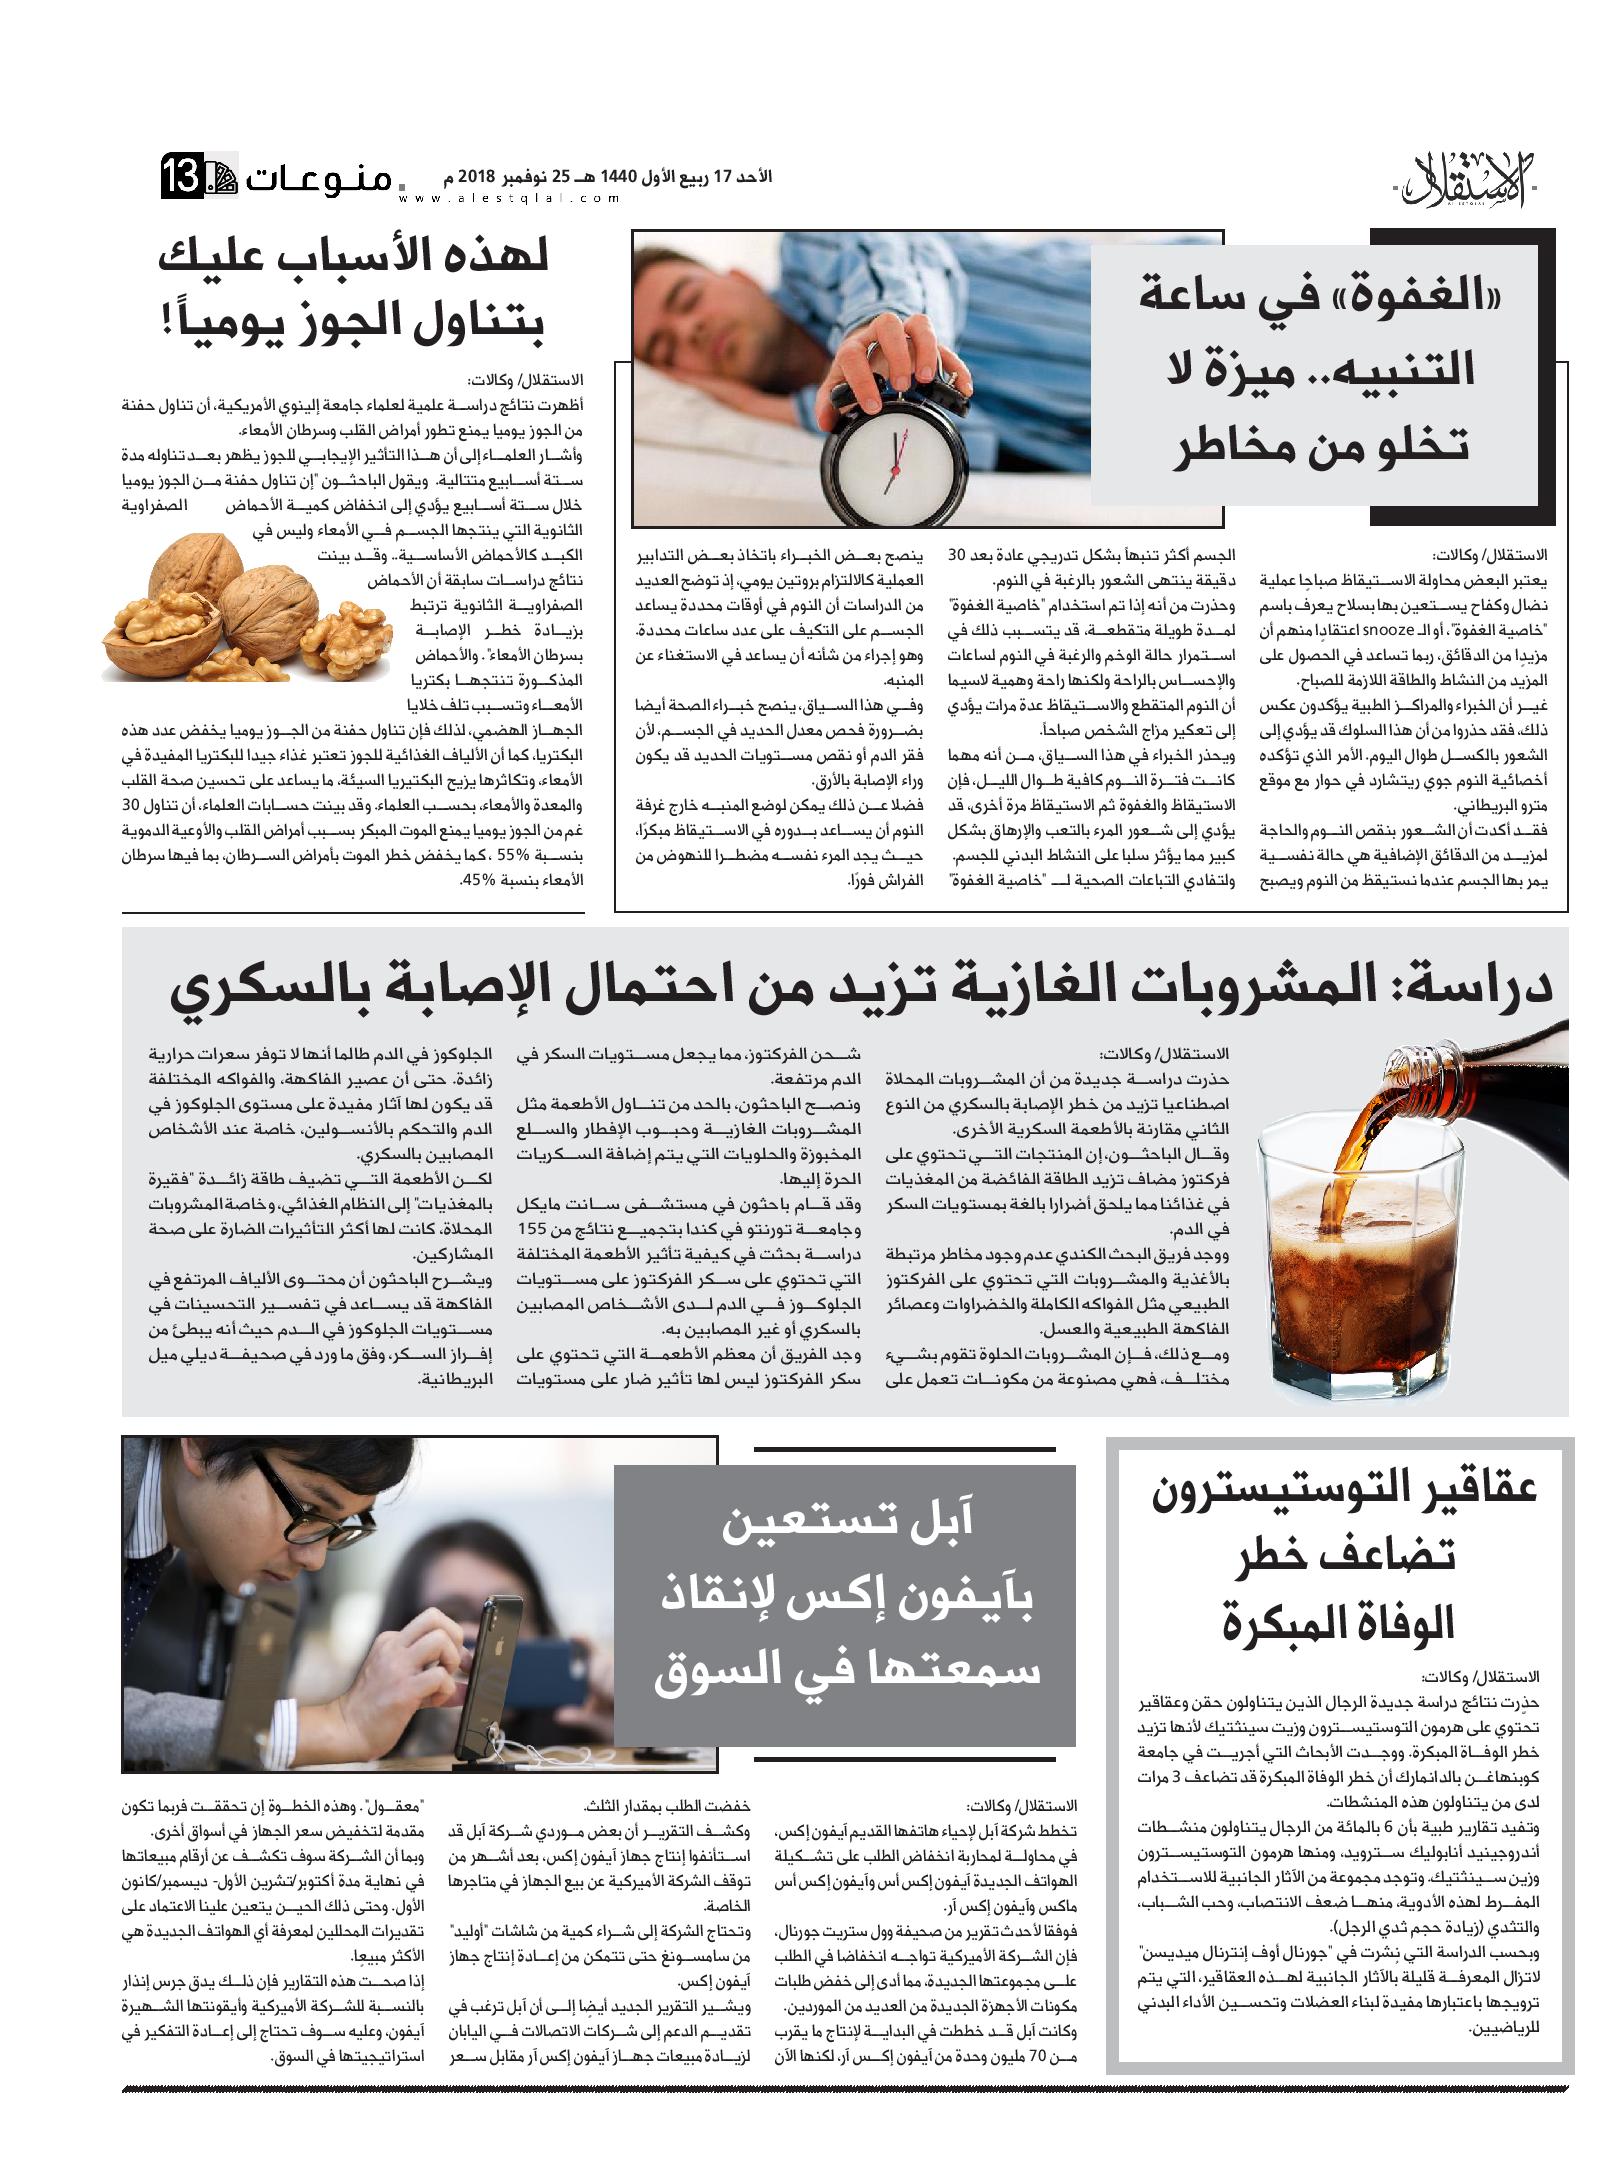 الاستقلال
الأحد 17 ربيع الأول 1440 هـ 25 نوفمبر 2018 م
www.alestqlal.com
منوعات
13
«الغفوة» في ساعة
التنبيه.. ميزة لا
تخلو من مخاطر
الاستقلال/ وكالات:
يعتبر البعض محاولة الاستيقاظ صباحا عملية
نضال وكفاح يستعين بها بسلاح يعرف باسم
"خاصية الغفوة"، أو الـ snooze اعتقادا منهم أن
مزيدا من الدقائق، ربما تساعد في الحصول على
المزيد من النشاط والطاقة اللازمة للصباح.
غير أن الخبراء والمراكز الطبية يؤكدون عكس
ذلك، فقد حذروا من أن هذا السلوك قد يؤدي إلى
الشعور بالكسل طوال اليوم. الأمر الذي تؤكده
أخصائية النوم جوي ريتشارد في حوار مع موقع
مترو البريطاني.
فقد أكدت أن الشعور بنقص النوم والحاجة
لمزيد من الدقائق الإضافية هي حالة نفسية
يمر بها الجسم عندما نستيقظ من النوم ويصبح
الجسم أكثر تنبهاً بشكل تدريجي عادة بعد 30
دقيقة ينتهي الشعور بالرغبة في النوم.
وحذرت من أنه إذا تم استخدام "خاصية الغفوة"
لمدة طويلة متقطعة، قد يتسبب ذلك في
استمرار حالة الوخم والرغبة في النوم لساعات
والإحساس بالراحة ولكنها راحة وهمية لاسيما
أن النوم المتقطع والاستيقاظ عدة مرات يؤدي
إلى تعكير مزاج الشخص صباحاً.
ويحذر الخبراء في هذا السياق، من أنه مهما
كانت فترة النوم كافية طوال الليل، فإن
الاستيقاظ والغفوة ثم الاستيقاظ مرة أخرى، قد
يؤدي إلى شعور المرء بالتعب والإرهاق بشكل
كبير مما يؤثر سلبا على النشاط البدني للجسم.
ولتفادي التباعات الصحية لـ "خاصية الغفوة"
ينصح بعض الخبراء باتخاذ بعض التدابير
العملية كالالتزام بروتين يومي، إذ توضح العديد
من الدراسات أن النوم في أوقات محددة يساعد
الجسم على التكيف على عدد ساعات محددة،
وهو إجراء من شأنه أن يساعد في الاستغناء عن
المنبه.
وفي هذا السياق، ينصح خبراء الصحة أيضا
بضرورة فحص معدل الحديد في الجسم، لأن
فقر الدم أو نقص مستويات الحديد قد يكون
وراء الإصابة بالأرق.
فضلا عن ذلك يمكن لوضع المنبه خارج غرفة
النوم أن يساعد بدوره في الاستيقاظ مبكرًا،
حيث يجد المرء نفسه مضطرا للنهوض من
الفراش فورًا.
لهذه الأسباب عليك
بتناول الجوز يومياً!
الاستقلال/ وكالات:
أظهرت نتائج دراسة علمية لعلماء جامعة إلينوي الأمريكية، أن تناول حفنة
من الجوز يوميا يمنع تطور أمراض القلب وسرطان الأمعاء.
وأشار العلماء إلى أن هذا التأثير الإيجابي للجوز يظهر بعد تناوله مدة
ستة أسابيع متتالية. ويقول الباحثون "إن تناول حفنة من الجوز يوميا
خلال ستة أسابيع يؤدي إلى انخفاض كمية الأحماض الصفراوية
الثانوية التي ينتجها الجسم في الأمعاء وليس في
الكبد كالأحماض الأساسية.. وقد بينت
نتائج دراسات سابقة أن الأحماض
الصفراوية الثانوية ترتبط
بزيادة خطر الإصابة
بسرطان الأمعاء". والأحماض
المذكورة تنتجها بكتريا
الأمعاء وتسبب تلف خلايا
الجهاز الهضمي، لذلك فإن تناول حفنة من الجوز يوميا يخفض عدد هذه
البكتريا، كما أن الألياف الغذائية للجوز تعتبر غذاء جيدا للبكتريا المفيدة في
الأمعاء، وتكاثرها يزيح البكتيريا السيئة، ما يساعد على تحسين صحة القلب
والمعدة والأمعاء، بحسب العلماء. وقد بينت حسابات العلماء، أن تناول 30
غم من الجوز يوميا يمنع الموت المبكر بسبب أمراض القلب والأوعية الدموية
بنسبة 55% ، كما يخفض خطر الموت بأمراض السرطان، بما فيها سرطان
الأمعاء بنسبة 45%.
دراسة: المشروبات الغازية تزيد من احتمال الإصابة بالسكري
الاستقلال/ وكالات:
حذرت دراسة جديدة من أن المشروبات المحلاة
اصطناعيا تزيد من خطر الإصابة بالسكري من النوع
الثاني مقارنة بالأطعمة السكرية الأخرى.
وقال الباحثون، إن المنتجات التي تحتوي على
فركتوز مضاف تزيد الطاقة الفائضة من المغذيات
في غذائنا مما يلحق أضرارا بالغة بمستويات السكر
في الدم.
ووجد فريق البحث الكندي عدم وجود مخاطر مرتبطة
بالأغذية والمشروبات التي تحتوي على الفركتوز
الطبيعي مثل الفواكه الكاملة والخضراوات وعصائر
الفاكهة الطبيعية والعسل.
ومع ذلك، فإن المشروبات الحلوة تقوم بشيء
مختلف، فهي مصنوعة من مكونات تعمل على
شحن الفركتوز، مما يجعل مستويات السكر في
الدم مرتفعة.
ونصح الباحثون، بالحد من تناول الأطعمة مثل
المشروبات الغازية وحبوب الإفطار والسلع
المخبوزة والحلويات التي يتم إضافة السكريات
الحرة إليها.
وقد قام باحثون في مستشفى سانت مايكل
وجامعة تورنتو في كندا بتجميع نتائج من 155
دراسة بحثت في كيفية تأثير الأطعمة المختلفة
التي تحتوي على سكر الفركتوز على مستويات
الجلوكوز في الدم لدى الأشخاص المصابين
بالسكري أو غير المصابين به.
وجد الفريق أن معظم الأطعمة التي تحتوي على
سكر الفركتوز ليس لها تأثير ضار على مستويات
الجلوكوز في الدم طالما أنها لا توفر سعرات حرارية
زائدة. حتى أن عصير الفاكهة، والفواكه المختلفة
قد يكون لها آثار مفيدة على مستوى الجلوكوز في
الدم والتحكم بالأنسولين، خاصة عند الأشخاص
المصابين بالسكري.
لكن الأطعمة التي تضيف طاقة زائدة "فقيرة
بالمغذيات" إلى النظام الغذائي، وخاصة المشروبات
المحلاة، كانت لها أكثر التأثيرات الضارة على صحة
المشاركين.
ويشرح الباحثون أن محتوى الألياف المرتفع في
الفاكهة قد يساعد في تفسير التحسينات في
مستويات الجلوكوز في الدم حيث أنه يبطئ من
إفراز السكر، وفق ما ورد في صحيفة ديلي ميل
البريطانية.
عقاقير التوستيسترون
تضاعف خطر
الوفاة المبكرة
الاستقلال/ وكالات:
حذرت نتائج دراسة جديدة الرجال الذين يتناولون حقن وعقاقير
تحتوي على هرمون التوستيسترون وزيت سينثتيك لأنها تزيد
خطر الوفاة المبكرة. ووجدت الأبحاث التي أجريت في جامعة
كوبنهاغن بالدانمارك أن خطر الوفاة المبكرة قد تضاعف 3 مرات
لدى من يتناولون هذه المنشطات.
وتفيد تقارير طبية بأن 6 بالمائة من الرجال يتناولون منشطات
أندروجينيد أنابوليك سترويد، ومنها هرمون التوستيسترون
وزين سينثتيك. وتوجد مجموعة من الآثار الجانبية للاستخدام
المفرط لهذه الأدوية، منها ضعف الانتصاب، وحب الشباب،
والتثدي (زيادة حجم ثدي الرجل).
وبحسب الدراسة التي نشرت في "جورنال أوف إنترنال ميديسن"
لاتزال المعرفة قليلة بالآثار الجانبية لهذه العقاقير، التي يتم
ترويجها باعتبارها مفيدة لبناء العضلات وتحسين الأداء البدني
للرياضيين.
آبل تستعين
بآيفون إكس لإنقاذ
سمعتها في السوق
الاستقلال/ وكالات:
تخطط شركة آبل لإحياء هاتفها القديم آيفون إكس،
في محاولة لمحاربة انخفاض الطلب على تشكيلة
الهواتف الجديدة آيفون إكس أس وآيفون إكس أس
ماكس وآيفون إكس آر.
فوفقا لأحدث تقرير من صحيفة وول ستريت جورنال،
فإن الشركة الأميركية تواجه انخفاضا في الطلب
على مجموعتها الجديدة، مما أدى إلى خفض طلبات
مكونات الأجهزة الجديدة من العديد من الموردين.
وكانت آبل قد خططت في البداية لإنتاج ما يقرب
من 70 مليون وحدة من آيفون إكس آر، لكنها الآن
خفضت الطلب بمقدار الثلث.
وكشف التقرير أن بعض موردي شركة آبل قد
استأنفوا إنتاج جهاز آيفون إكس، بعد أشهر من
توقف الشركة الأميركية عن بيع الجهاز في متاجرها
الخاصة.
وتحتاج الشركة إلى شراء كمية من شاشات "أوليد"
من سامسونغ حتى تتمكن من إعادة إنتاج جهاز
آيفون إكس.
ويشير التقرير الجديد أيضا إلى أن آبل ترغب في
تقديم الدعم إلى شركات الاتصالات في اليابان
لزيادة مبيعات جهاز آيفون إكس آر مقابل سعر
"معقول". وهذه الخطوة إن تحققت فربما تكون
مقدمة لتخفيض سعر الجهاز في أسواق أخرى.
وبما أن الشركة سوف تكشف عن أرقام مبيعاتها
في نهاية مدة أكتوبر/تشرين الأول- ديسمبر/كانون
الأول. وحتى ذلك الحين يتعين علينا الاعتماد على
تقديرات المحللين لمعرفة أي الهواتف الجديدة هي
الأكثر مبيعا.
إذا صحت هذه التقارير فإن ذلك يدق جرس إنذار
بالنسبة للشركة الأميركية وأيقونتها الشهيرة
آيفون، وعليه سوف تحتاج إلى إعادة التفكير في
استراتيجيتها في السوق.